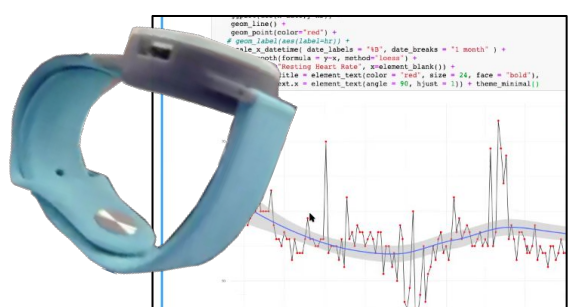 geom_line() +
geom_point(color="red") +
# geom_label(aes(label=hr)) +
ale_x_datetime( date_labels = "%B", date_breaks = "1 month" ) +
ooth(formula = y~x, method="loess") +
"Resting Heart Rate", x=element_blank()) +
itle = element_text(color = "red", size = 24, face = "bold"),
ext.x = element_text(angle = 90, hjust = 1)) + theme_minimal()